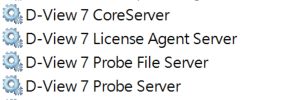 D-View 7 CoreServer
D-View 7 License Agent Server
D-View 7 Probe File Server
D-View 7 Probe Server